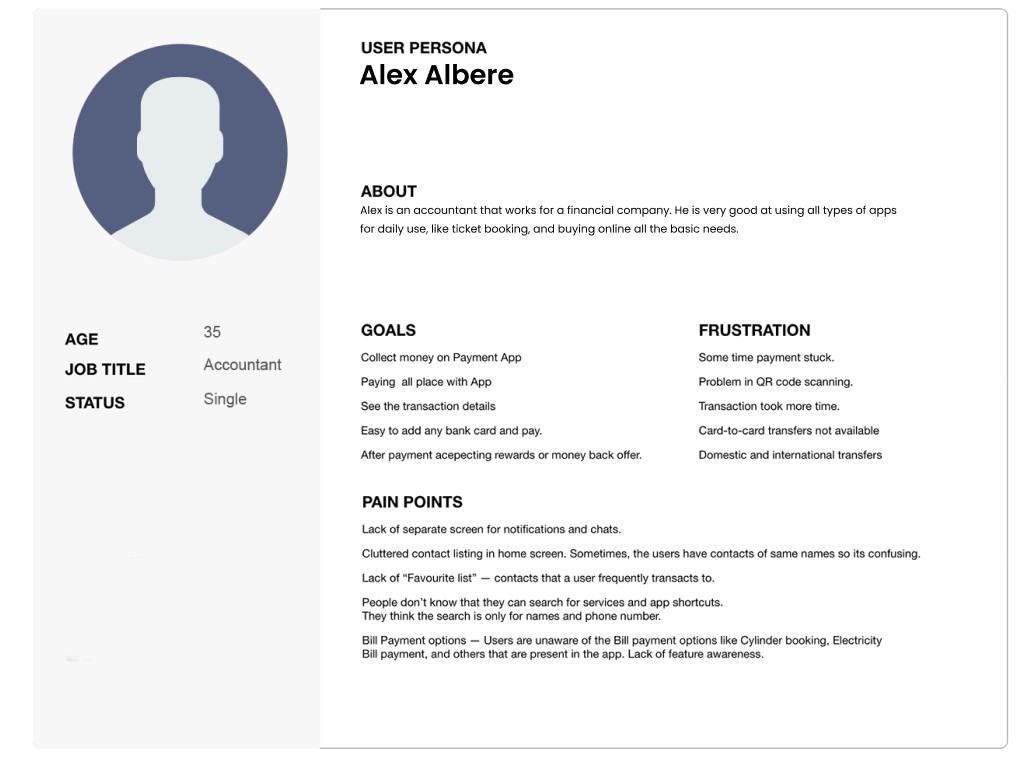 USER PERSONA
Alex Albere
ABOUT
Alex is an accountant that works for a financial company. He is very good at using all types of apps
for daily use, like ticket booking, and buying online all the basic needs.
AGE 35
JOB TITLE Accountant
STATUS Single
GOALS
Collect money on Payment App
Paying all place with App
See the transaction details
Easy to add any bank card and pay.
After payment acepecting rewards or money back offer.
FRUSTRATION
Some time payment stuck.
Problem in QR code scanning.
Transaction took more time.
Card-to-card transfers not available
Domestic and international transfers
PAIN POINTS
Lack of separate screen for notifications and chats.
Cluttered contact listing in home screen. Sometimes, the users have contacts of same names so its confusing.
Lack of “Favourite list” — contacts that a user frequently transacts to.
People don’t know that they can search for services and app shortcuts.
They think the search is only for names and phone number.
Bill Payment options — Users are unaware of the Bill payment options like Cylinder booking, Electricity
Bill payment, and others that are present in the app. Lack of feature awareness.